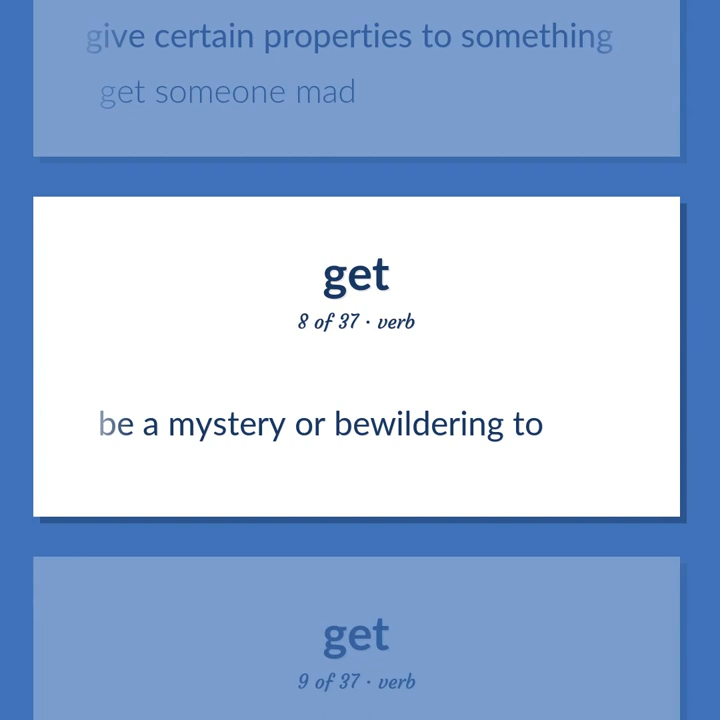 give certain properties to something
get someone mad
get
8 of 37 · verb
be a mystery or bewildering to
get
9 of 37 · verb